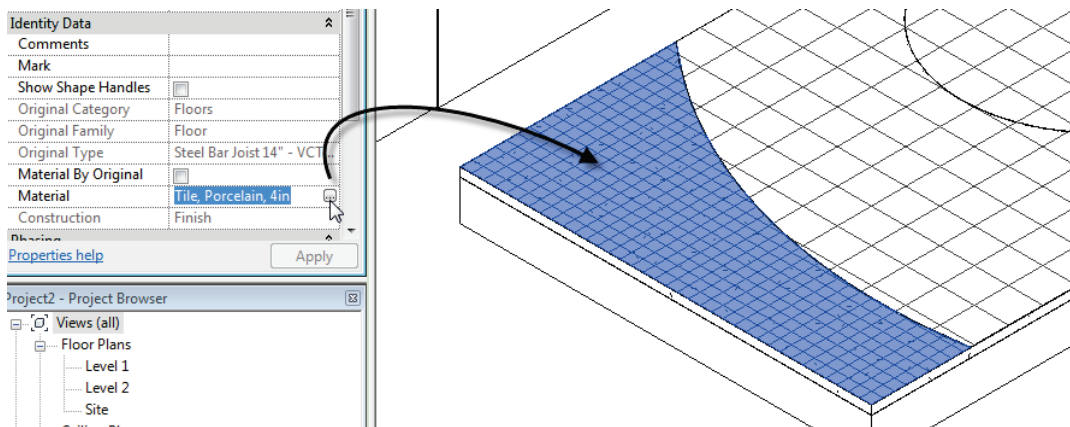 Identity Data
Comments
Mark
Show Shape Handles
Original Category Floors
Original Family Floor
Original Type Steel Bar Joist 14" - VCT...
Material By Original
Material Tile, Porcelain, 4in
Construction Finish
Phasing
Properties help Apply
Project2 - Project Browser
Views (all)
Floor Plans
Level 1
Level 2
Site